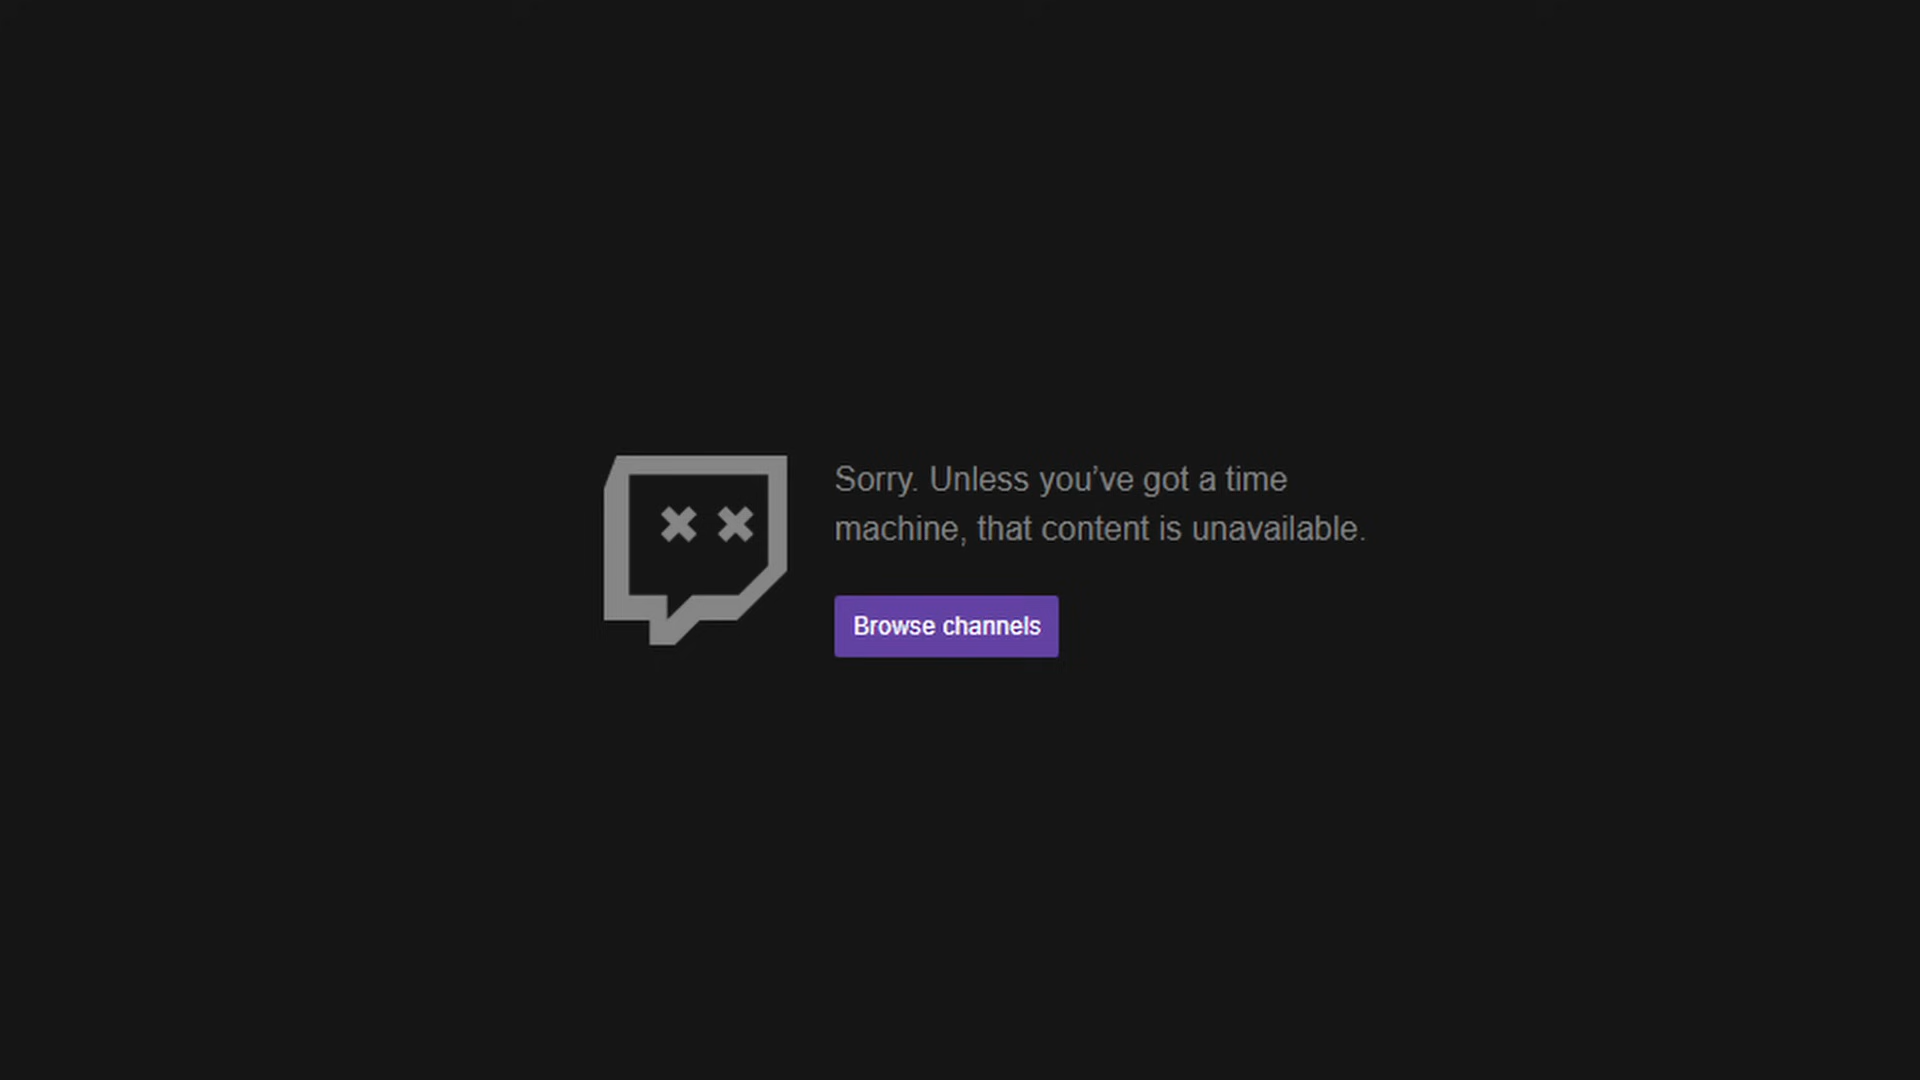 Sorry. Unless you’ve got a time
machine, that content is unavailable.
Browse channels